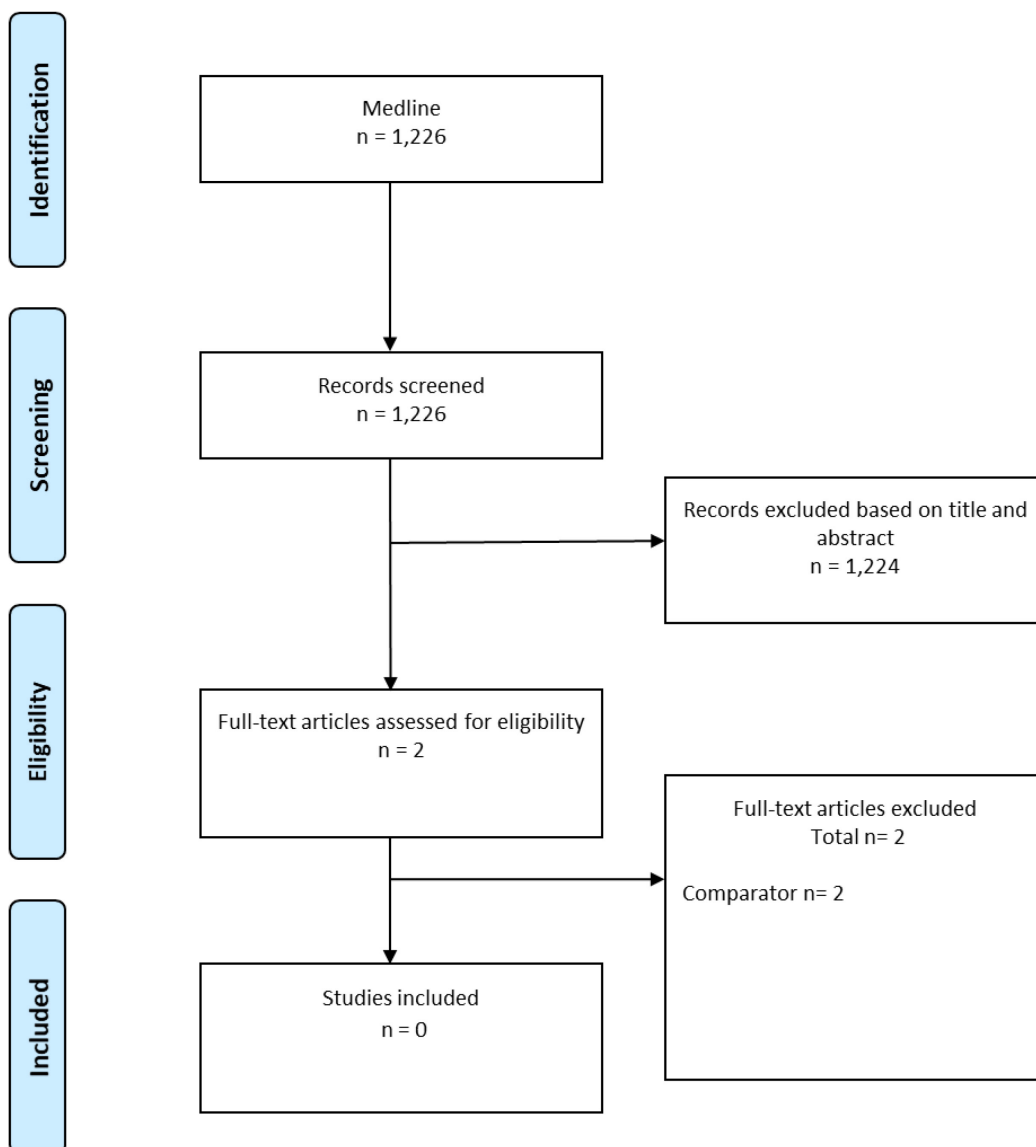 Identification
Medline
n = 1,226
Screening
Records screened
n = 1,226
Records excluded based on title and
abstract
n = 1,224
Eligibility
Full-text articles assessed for eligibility
n = 2
Full-text articles excluded
Total n= 2
Comparator n= 2
Included
Studies included
n = 0